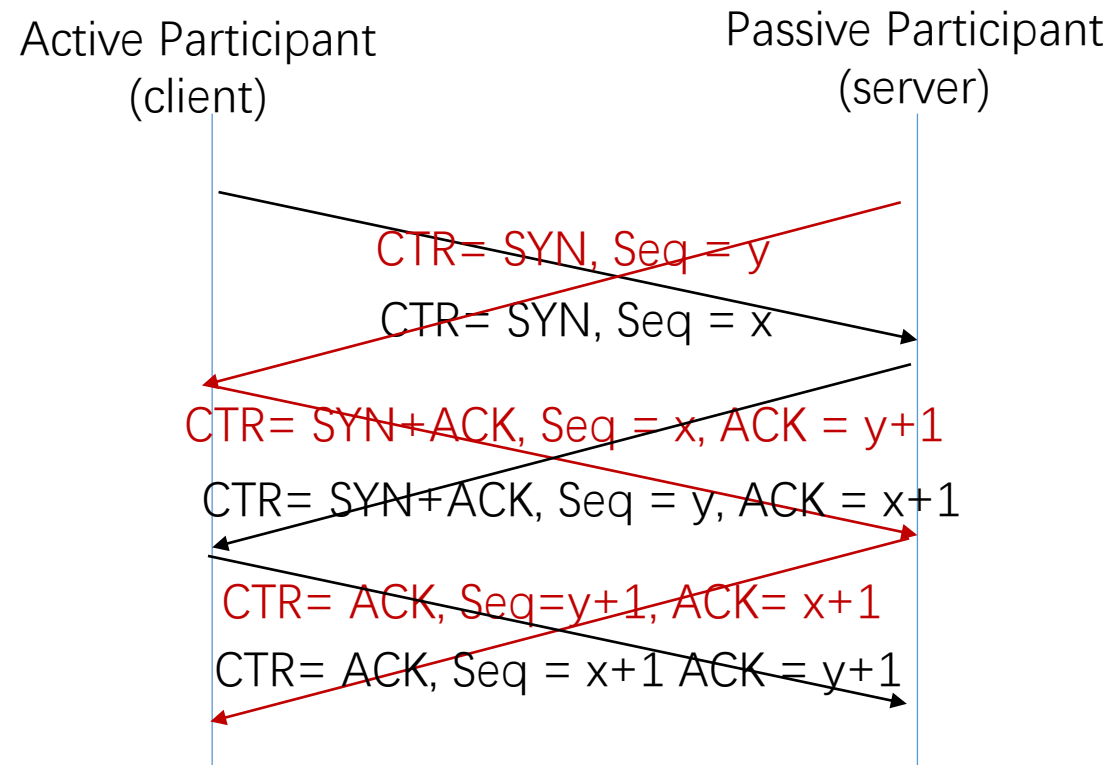 Active Participant
(client)
Passive Participant
(server)
CTR= SYN, Seq = y
CTR= SYN, Seq = x
CTR= SYN+ACK, Seq = x, ACK = y+1
CTR= SYN+ACK, Seq = y, ACK = x+1
CTR= ACK, Seq=y+1, ACK= x+1
CTR= ACK, Seq = x+1 ACK = y+1